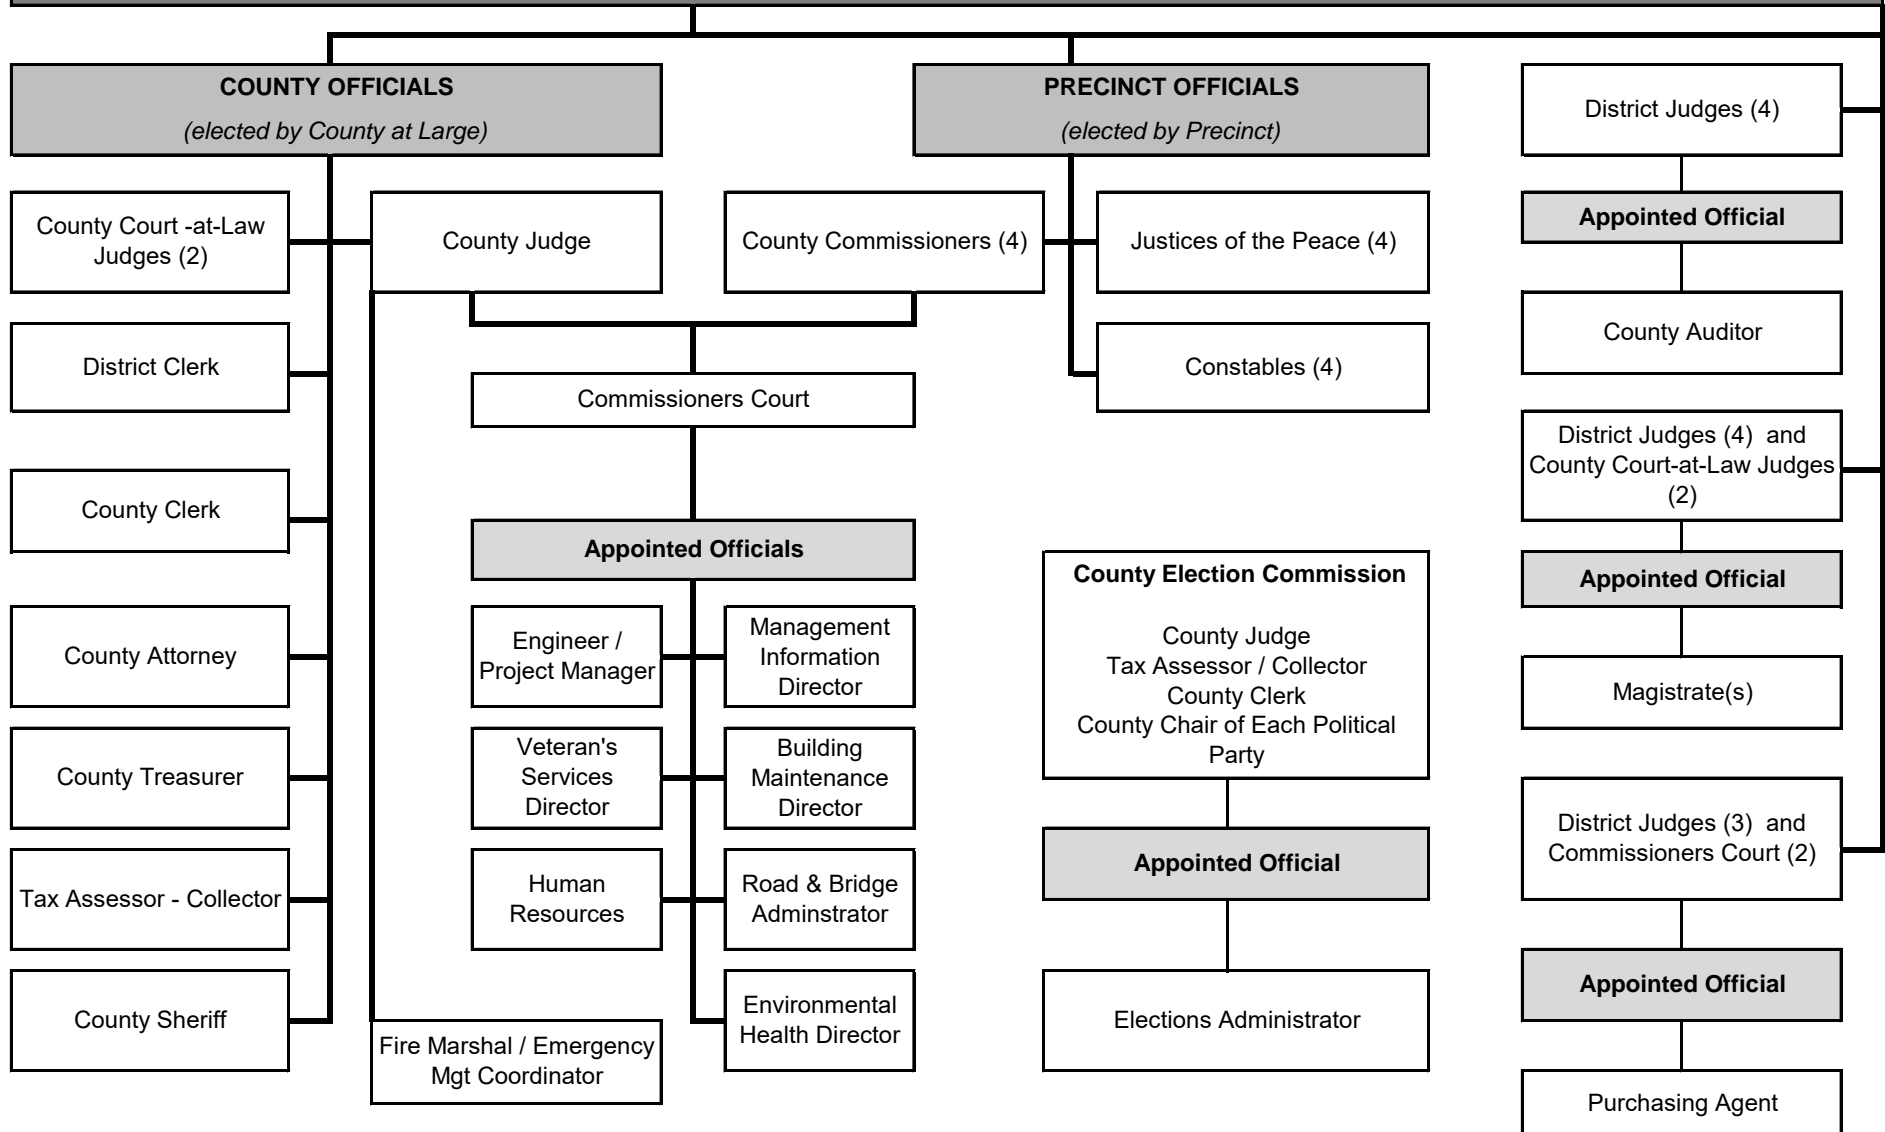 COUNTY OFFICIALS
(elected by County at Large)
PRECINCT OFFICIALS
(elected by Precinct)
District Judges (4)
County Court -at-Law
Judges (2)
County Judge
County Commissioners (4)
Justices of the Peace (4)
Appointed Official
County Auditor
District Clerk
Commissioners Court
Constables (4)
District Judges (4)  and
County Court-at-Law Judges
(2)
County Clerk
Appointed Officials
County Election Commission
County Judge
Tax Assessor / Collector
County Clerk
County Chair of Each Political
Party
Appointed Official
Magistrate(s)
County Attorney
Engineer /
Project Manager
Management
Information
Director
County Treasurer
Veteran's
Services
Director
Building
Maintenance
Director
Appointed Official
District Judges (3)  and
Commissioners Court (2)
Tax Assessor - Collector
Human
Resources
Road & Bridge
Adminstrator
Elections Administrator
Appointed Official
County Sheriff
Fire Marshal / Emergency
Mgt Coordinator
Environmental
Health Director
Purchasing Agent